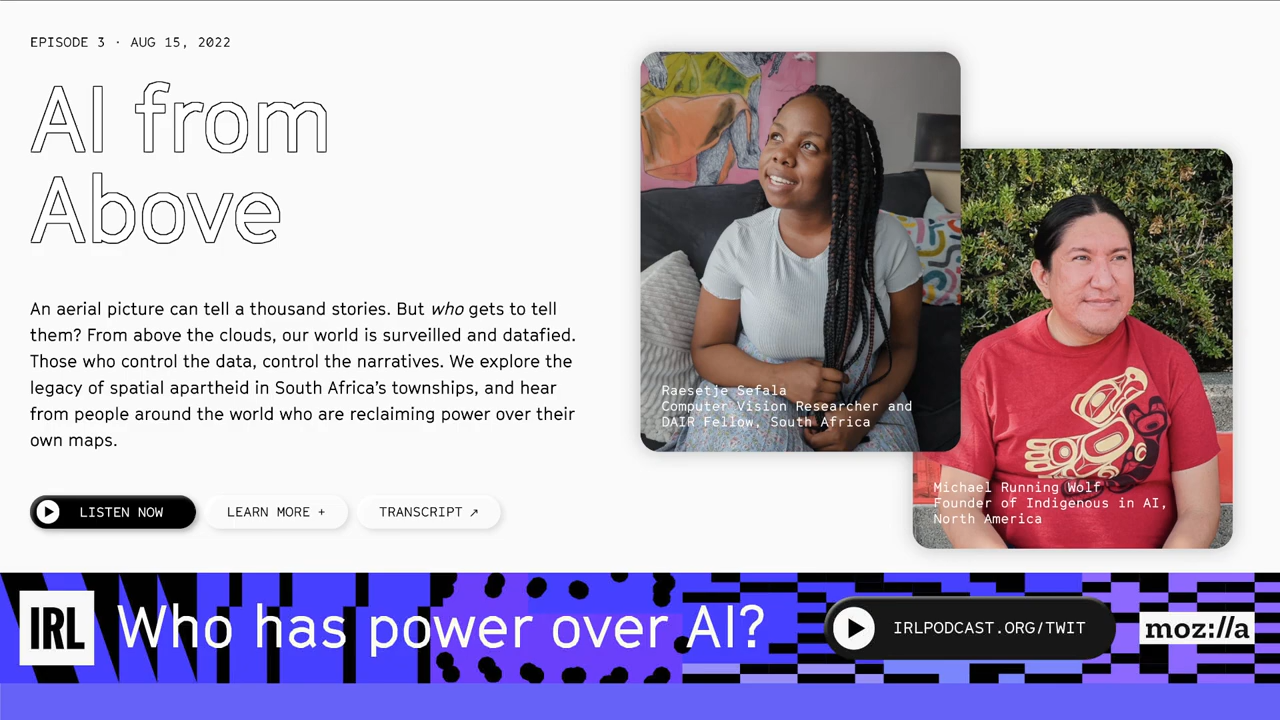 EPISODE 3 · AUG 15, 2022
AI from
Above
An aerial picture can tell a thousand stories. But who gets to tell
them? From above the clouds, our world is surveilled and datafied.
Those who control the data, control the narratives. We explore the
legacy of spatial apartheid in South Africa’s townships, and hear
from people around the world who are reclaiming power over their
own maps.
LISTEN NOW
LEARN MORE +
TRANSCRIPT ↗
Raesetje Sefala
Computer Vision Researcher and
DAIR Fellow, South Africa
Michael Running Wolf
Founder of Indigenous in AI,
North America
IRL
Who has power over AI?
IRLPODCAST.ORG/TWIT
moz://a